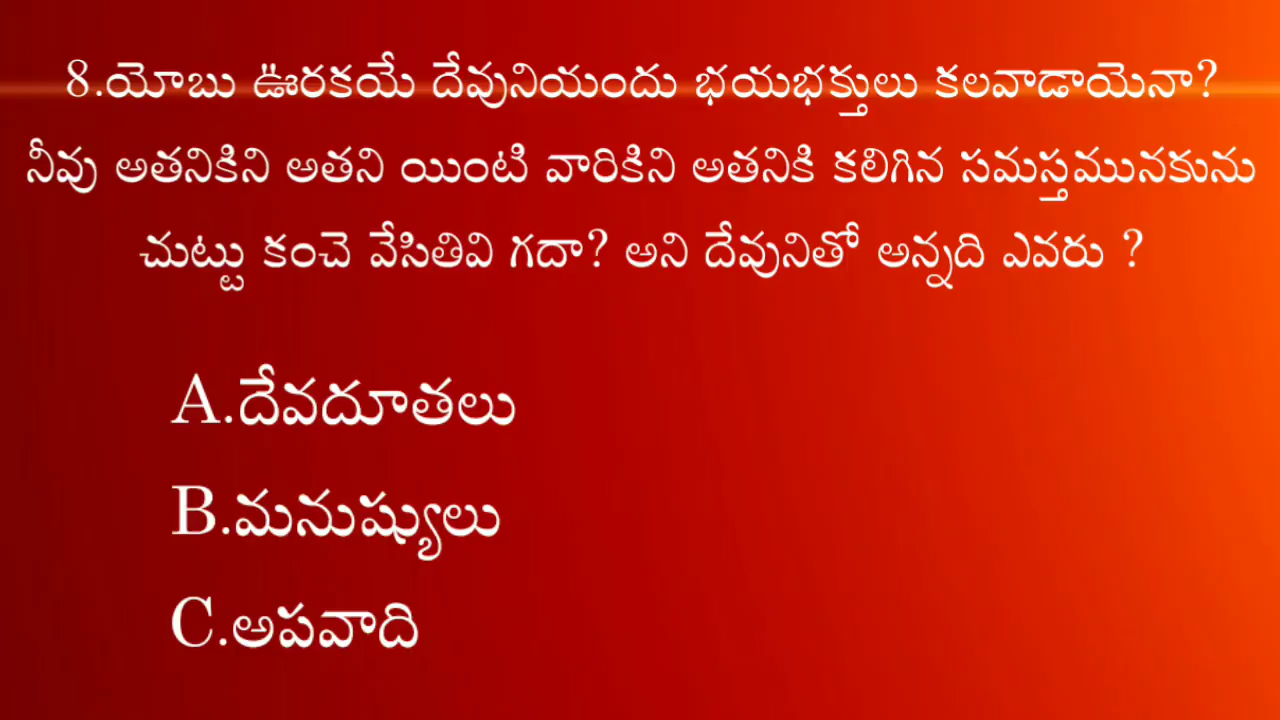 8.యోబు ఊరకయే దేవునియందు భయభక్తులు కలవాడాయెనా?
నీవు అతనికిని అతని యింటి వారికిని అతనికి కలిగిన సమస్తమునకును
చుట్టు కంచె వేసితివి గదా? అని దేవునితో అన్నది ఎవరు ?
A.దేవదూతలు
B.మనుష్యులు
C.అపవాది